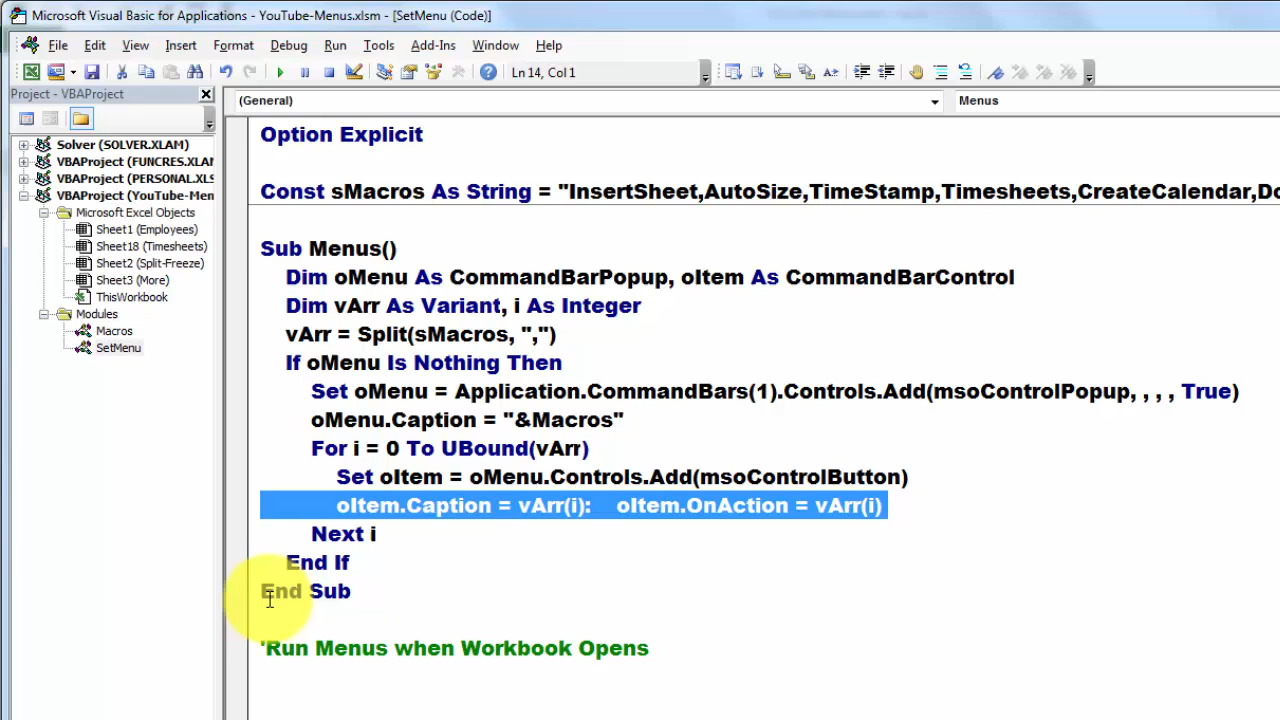 Microsoft Visual Basic for Applications - YouTube-Menus.xlsm - [SetMenu (Code)]
File Edit View Insert Format Debug Run Tools Add-Ins Window Help
Ln 14, Col 1
Project - VBAProject
(General)
Menus
Solver (SOLVER.XLAM)
VBAProject (FUNCRES.XLAM
VBAProject (PERSONAL.XLS
VBAProject (YouTube-Men
Microsoft Excel Objects
Sheet1 (Employees)
Sheet18 (Timesheets)
Sheet2 (Split-Freeze)
Sheet3 (More)
ThisWorkbook
Modules
Macros
SetMenu
Option Explicit
Const sMacros As String = "InsertSheet,AutoSize,TimeStamp,Timesheets,CreateCalendar,Do
Sub Menus()
Dim oMenu As CommandBarPopup, oItem As CommandBarControl
Dim vArr As Variant, i As Integer
vArr = Split(sMacros, ",")
If oMenu Is Nothing Then
Set oMenu = Application.CommandBars(1).Controls.Add(msoControlPopup, , , , True)
oMenu.Caption = "&Macros"
For i = 0 To UBound(vArr)
Set oItem = oMenu.Controls.Add(msoControlButton)
oItem.Caption = vArr(i):    oItem.OnAction = vArr(i)
Next i
End If
End Sub
'Run Menus when Workbook Opens